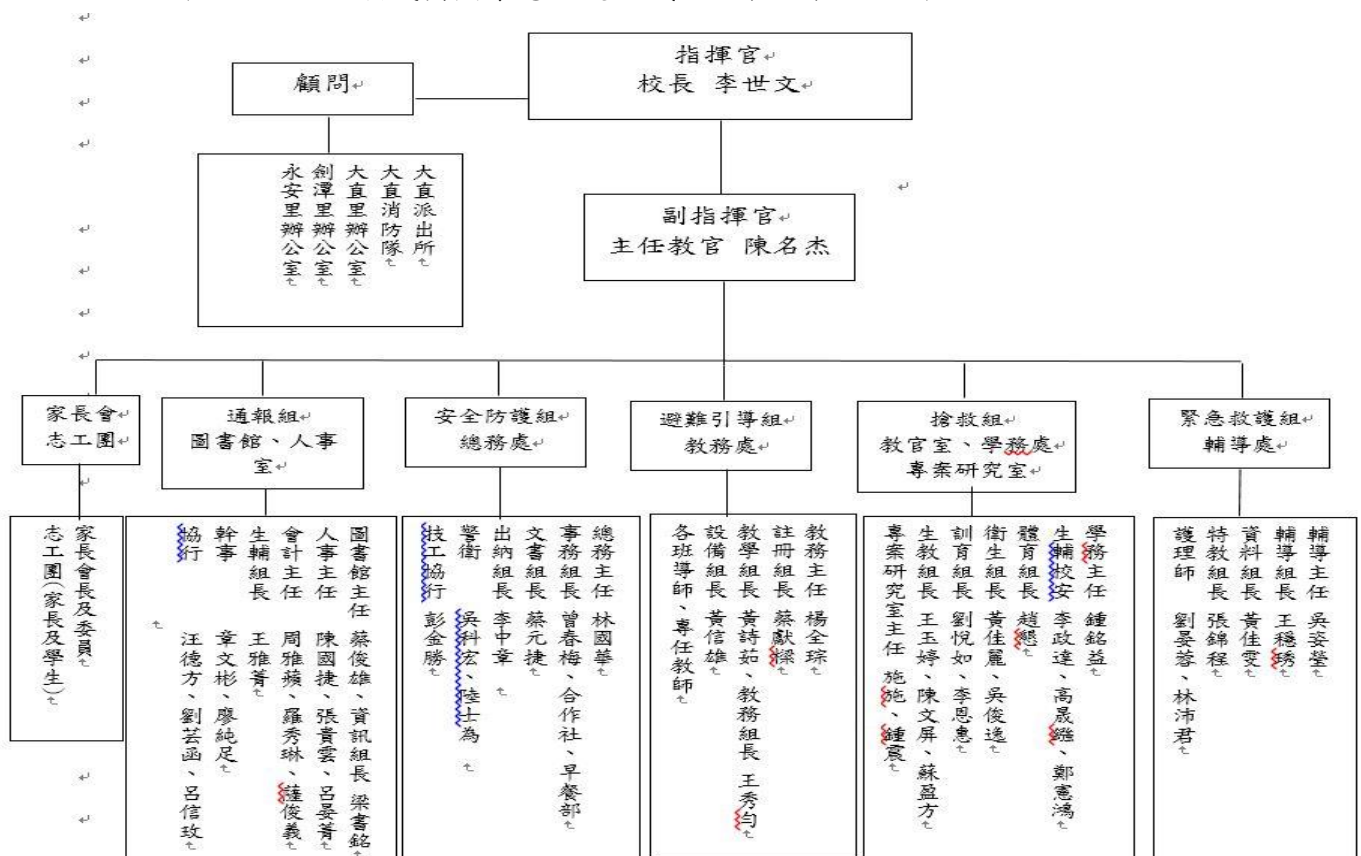 指揮官
校長 李世文
顧問
大直派出所
大直消防隊
大直里辦公室
劍潭里辦公室
永安里辦公室
副指揮官
主任教官 陳名杰
家長會
志工團
通報組
圖書館、人事
室
安全防護組
總務處
避難引導組
教務處
搶救組
教官室、學務處
專案研究室
緊急救護組
輔導處
家長會長及委員
志工團(家長及學生)
圖書館主任 蔡俊雄、資訊組長 梁書銘
人事主任 陳國捷、張貴雲、呂晏菁
會計主任 周雅蘋、羅秀琳、薩俊義
生輔組長 王雅菁
幹事 章文彬、廖純足
協行 汪德方、劉芸函、呂信玫
總務主任 林國華
事務組長 曾春梅、合作社、早餐部
文書組長 蔡元捷
出納組長 李中章
警衛 吳科宏、陸士為
技工協行 彭金勝
教務主任 楊全琮
註冊組長 蔡獻樑
教學組長 黃詩茹、教務組長 王秀勻
設備組長 黃信雄
各班導師、專任教師
學務主任 鍾銘益
生輔校安 李政達、高晟鏹、鄭憲鴻
體育組長 趙懇
衛生組長 黃佳麗、吳俊逸
訓育組長 劉悅如、李恩惠
生教組長 王玉婷、陳文屏、蘇盈方
專案研究室主任 施施、鍾震
輔導主任 吳姿瑩
輔導組長 王穩琇
資料組長 黃佳雯
特教組長 張錦程
護理師 劉晏蓉、林沛君